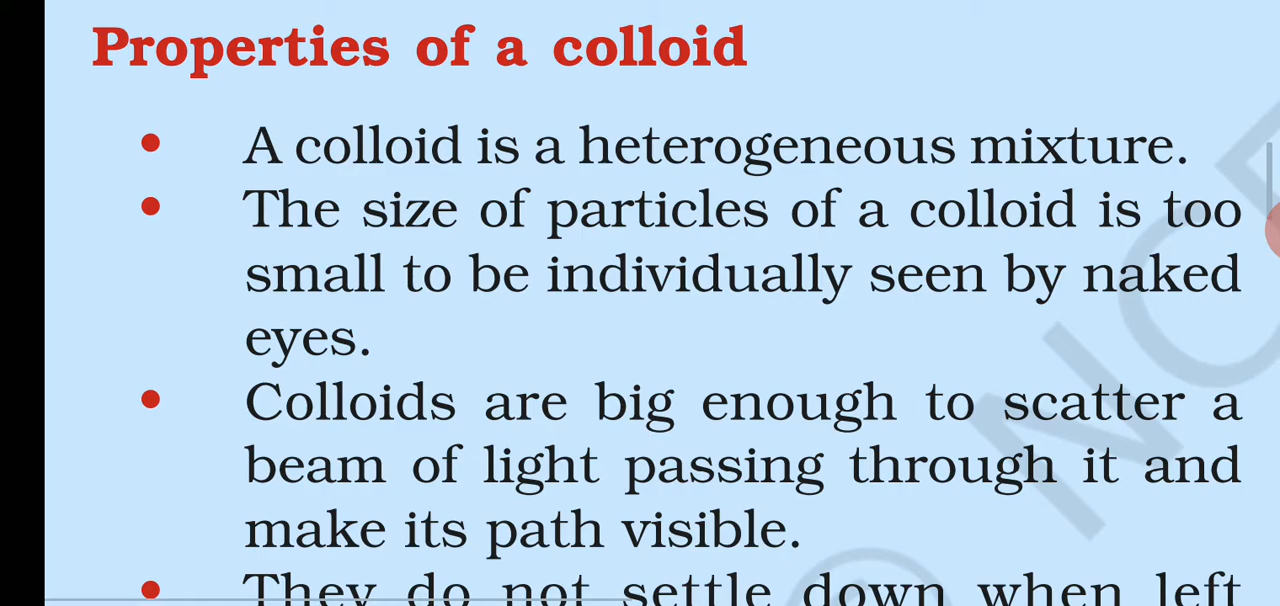 Properties of a colloid
• A colloid is a heterogeneous mixture.
• The size of particles of a colloid is too
small to be individually seen by naked
eyes.
• Colloids are big enough to scatter a
beam of light passing through it and
make its path visible.
• They do not settle down when left
© NCE